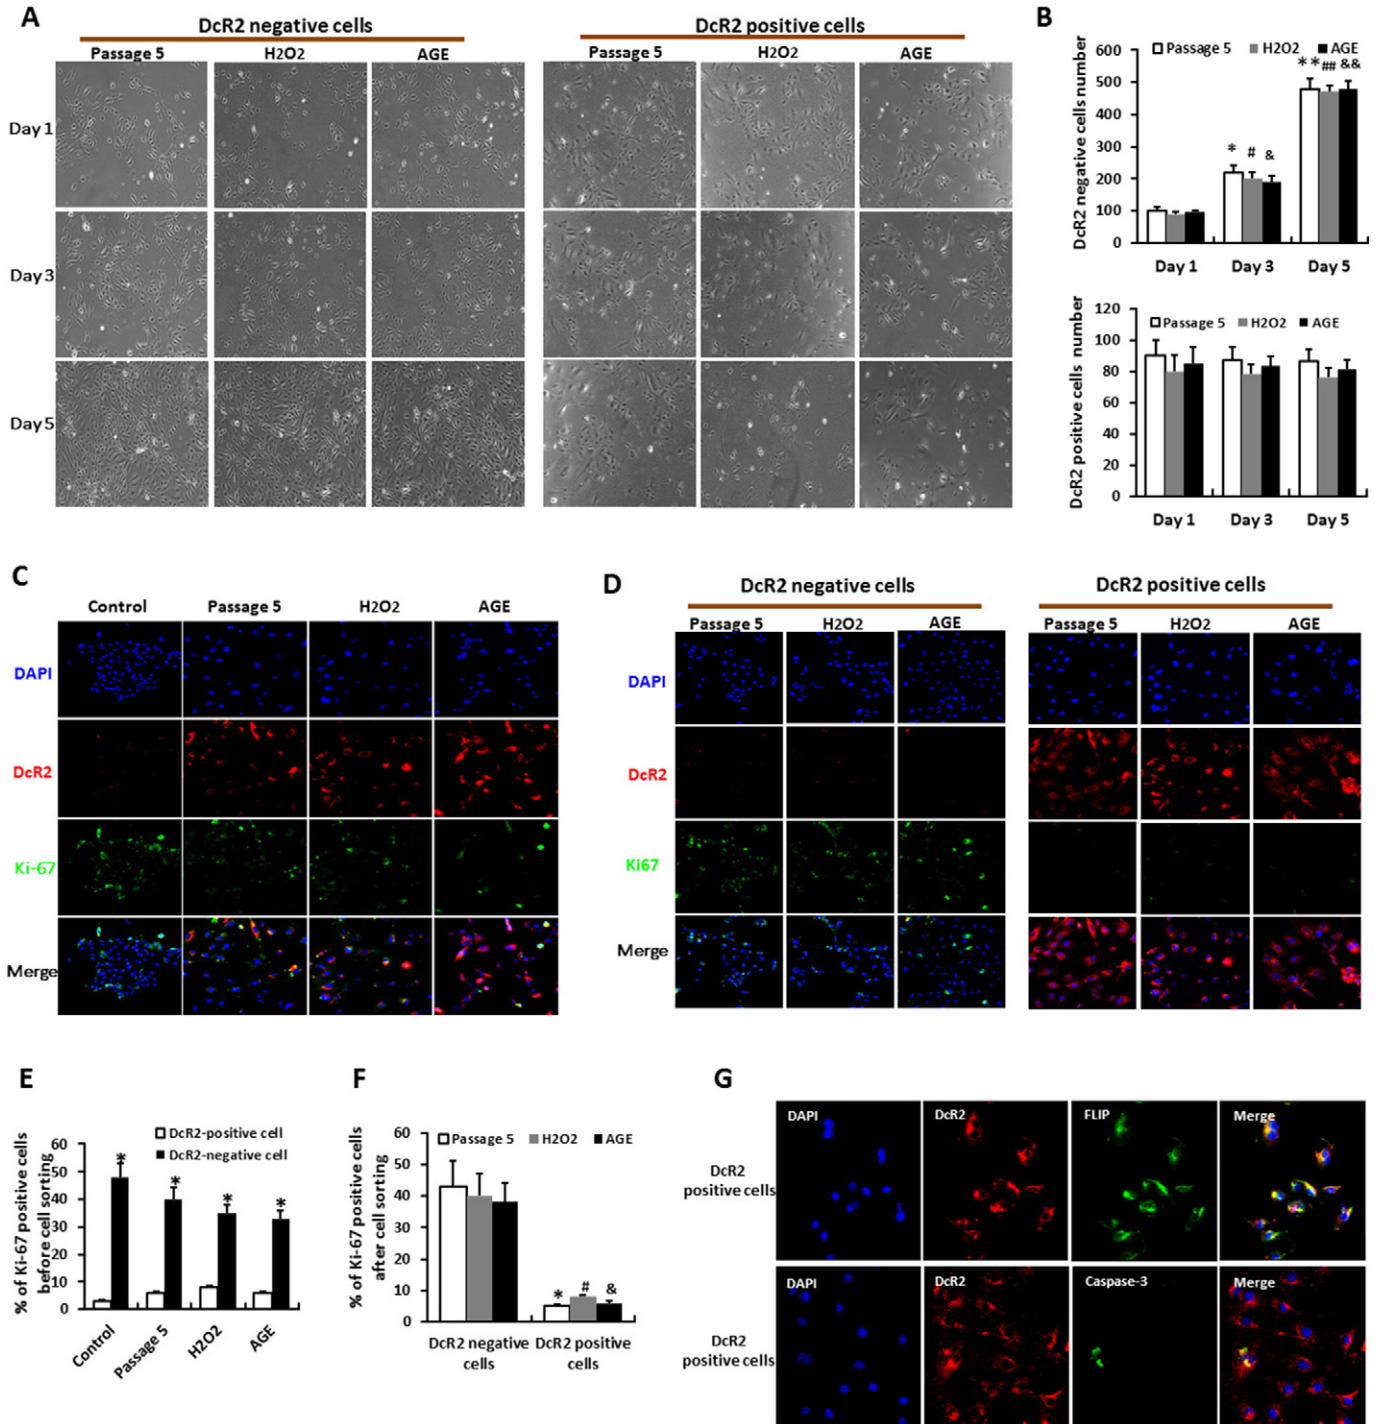 A
DcR2 negative cells
DcR2 positive cells
Passage 5
H2O2
AGE
Passage 5
H2O2
AGE
Day 1
Day 3
Day 5
B
DcR2 negative cells number
Passage 5
H2O2
AGE
600
500
400
300
200
100
0
* * ## &&
* # &
Day 1
Day 3
Day 5
DcR2 positive cells number
Passage 5
H2O2
AGE
120
100
80
60
40
20
0
Day 1
Day 3
Day 5
C
Control
Passage 5
H2O2
AGE
DAPI
DcR2
Ki-67
Merge
D
DcR2 negative cells
DcR2 positive cells
Passage 5
H2O2
AGE
Passage 5
H2O2
AGE
DAPI
DcR2
Ki67
Merge
E
% of Ki-67 positive cells
before cell sorting
DcR2-positive cell
DcR2-negative cell
60
50
40
30
20
10
0
* * * *
Control
Passage 5
H2O2
AGE
F
% of Ki-67 positive cells
after cell sorting
Passage 5
H2O2
AGE
60
50
40
30
20
10
0
* # &
DcR2 negative
cells
DcR2 positive
cells
G
DcR2
positive cells
DAPI
DcR2
FLIP
Merge
DcR2
positive cells
DAPI
DcR2
Caspase-3
Merge